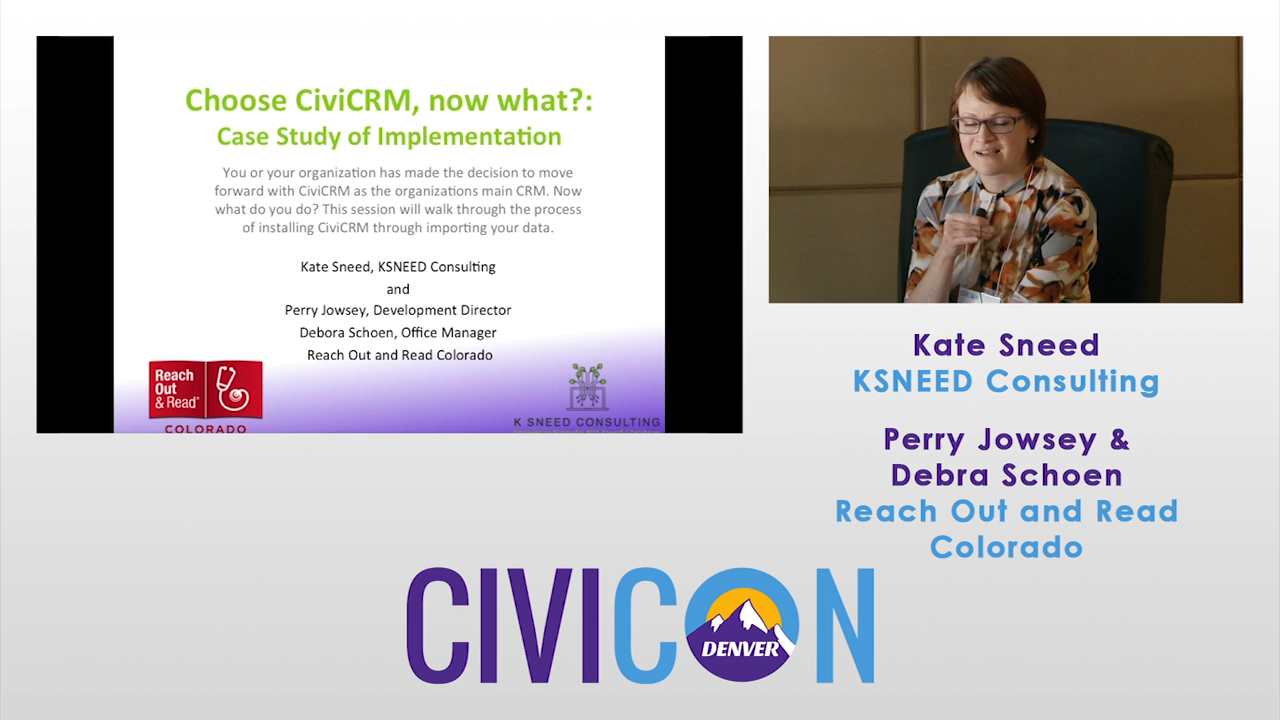 Choose CiviCRM, now what?:
Case Study of Implementation
You or your organization has made the decision to move
forward with CiviCRM as the organizations main CRM. Now
what do you do? This session will walk through the process
of installing CiviCRM through importing your data.
Kate Sneed, KSNEED Consulting
and
Perry Jowsey, Development Director
Debora Schoen, Office Manager
Reach Out and Read Colorado
Reach
Out
& Read®
COLORADO
K SNEED CONSULTING
Kate Sneed
KSNEED Consulting
Perry Jowsey &
Debra Schoen
Reach Out and Read
Colorado
CIVICON
DENVER